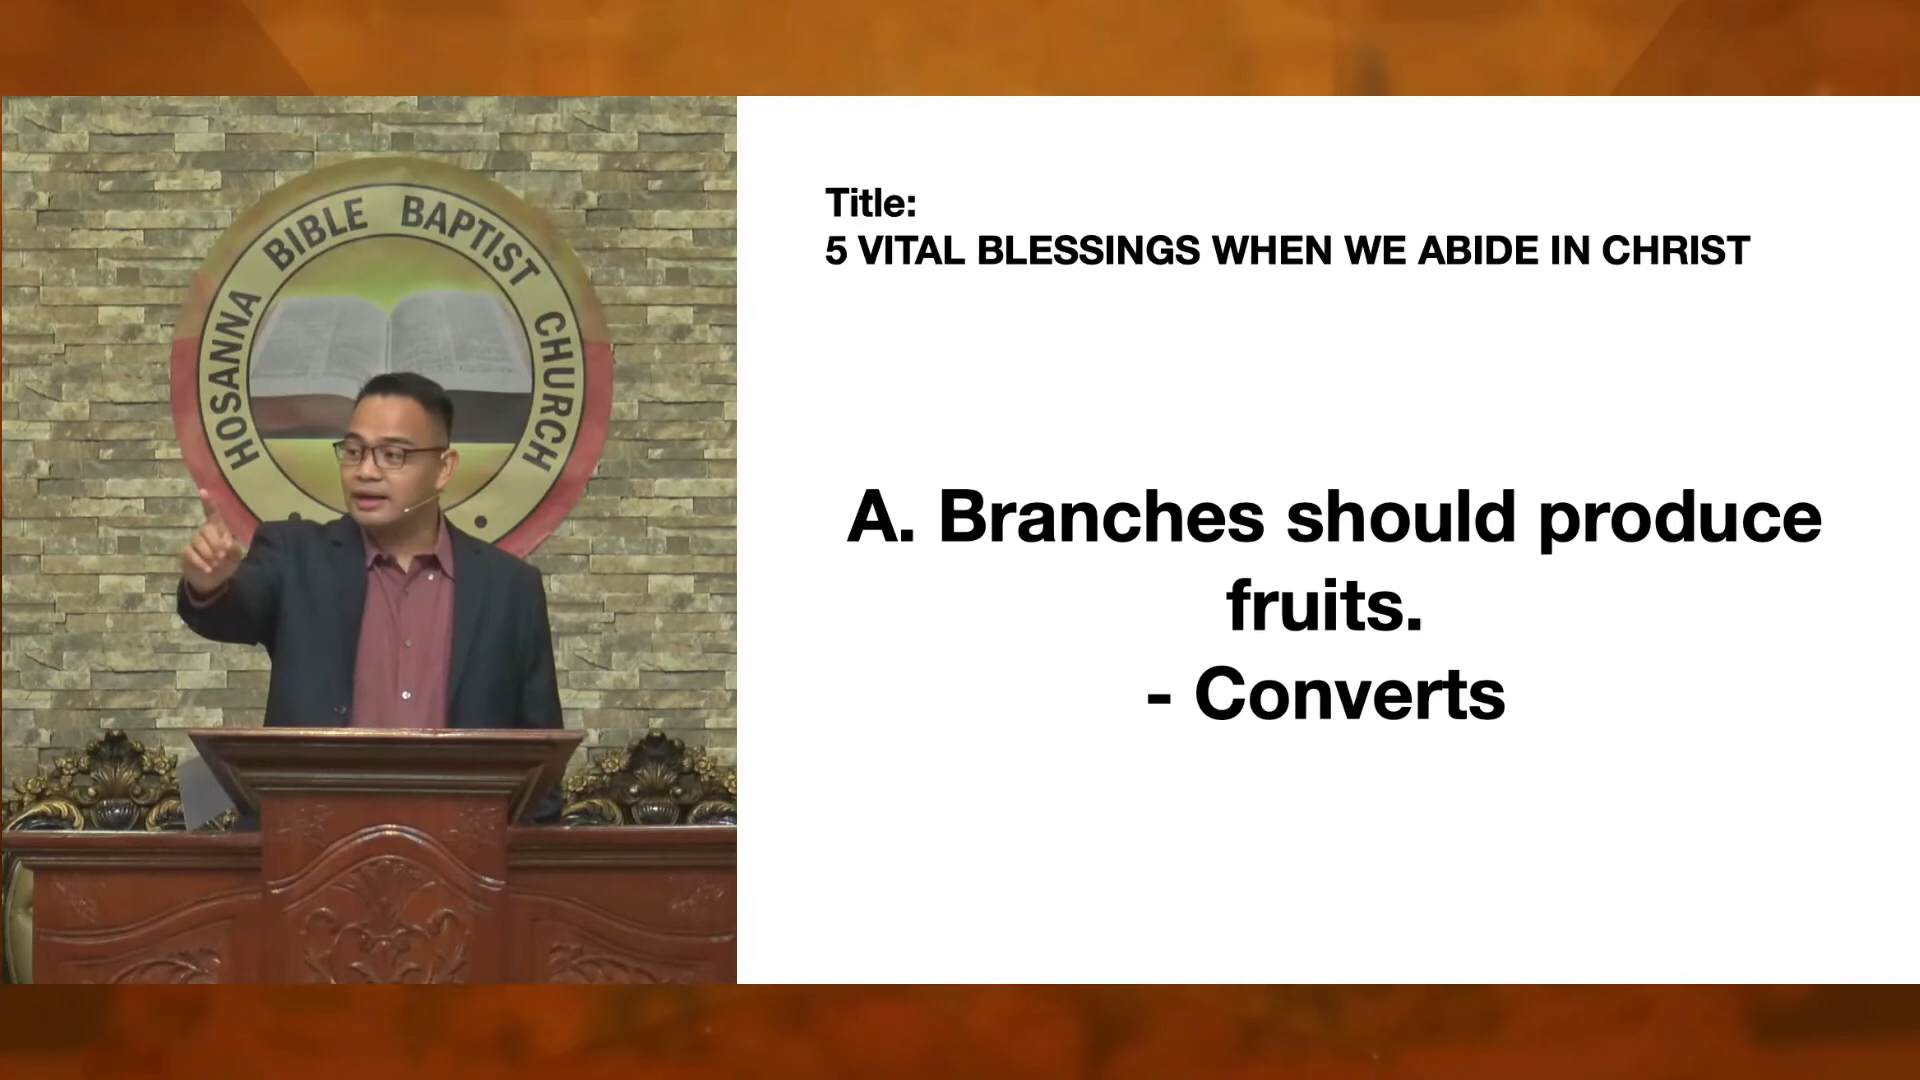 HOSANNA BIBLE BAPTIST CHURCH
Title:
5 VITAL BLESSINGS WHEN WE ABIDE IN CHRIST
A. Branches should produce
fruits.
- Converts